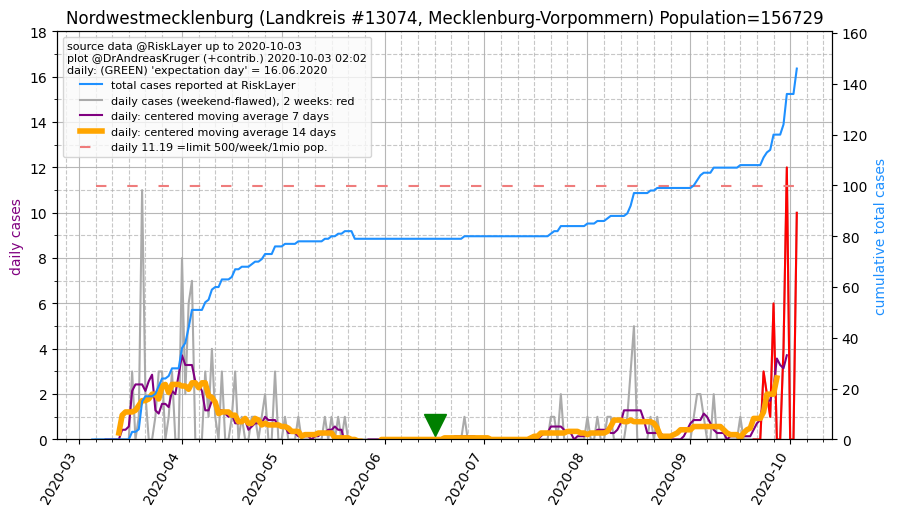 Nordwestmecklenburg (Landkreis #13074, Mecklenburg-Vorpommern) Population=156729
source data @RiskLayer up to 2020-10-03
plot @DrAndreasKruger (+contrib.) 2020-10-03 02:02
daily: (GREEN) 'expectation day' = 16.06.2020
total cases reported at RiskLayer
daily cases (weekend-flawed), 2 weeks: red
daily: centered moving average 7 days
daily: centered moving average 14 days
daily 11.19 =limit 500/week/1mio pop.
daily cases
18
16
14
12
10
8
6
4
2
0
160
140
120
100
80
60
40
20
0
cumulative total cases
2020-03
2020-04
2020-05
2020-06
2020-07
2020-08
2020-09
2020-10